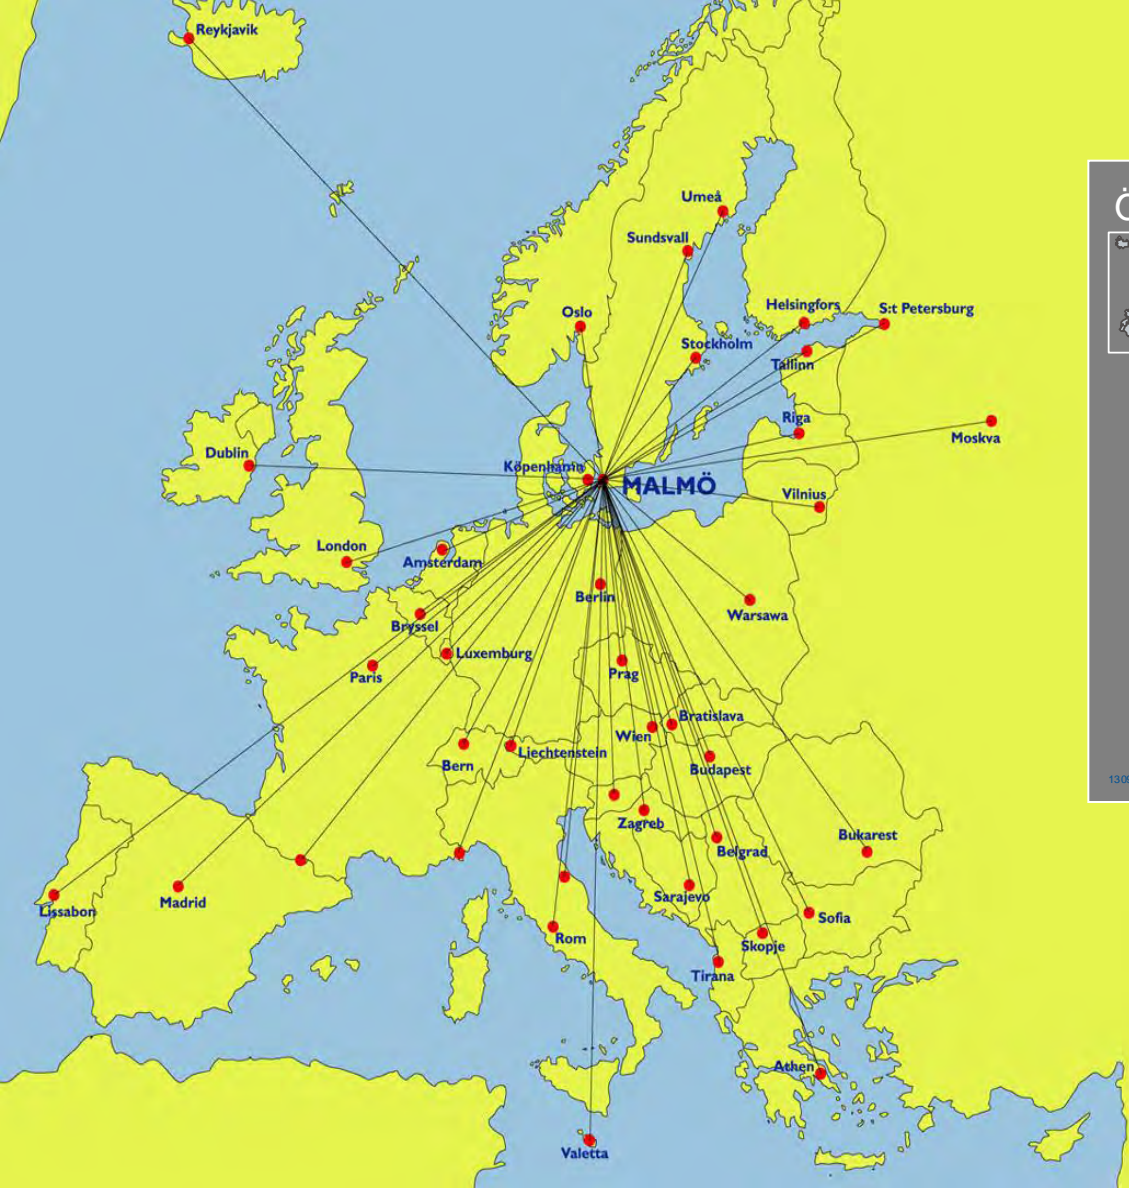 Reykjavik
Umeå
Sundsvall
Helsingfors
S:t Petersburg
Oslo
Stockholm
Tallinn
Riga
Moskva
Dublin
Köpenhamn
MALMÖ
Vilnius
London
Amsterdam
Berlin
Warsawa
Bryssel
Luxemburg
Paris
Prag
Bratislava
Wien
Liechtenstein
Bern
Budapest
Zagreb
Bukarest
Belgrad
Sarajevo
Madrid
Lissabon
Sofia
Rom
Skopje
Tirana
Athen
Valetta